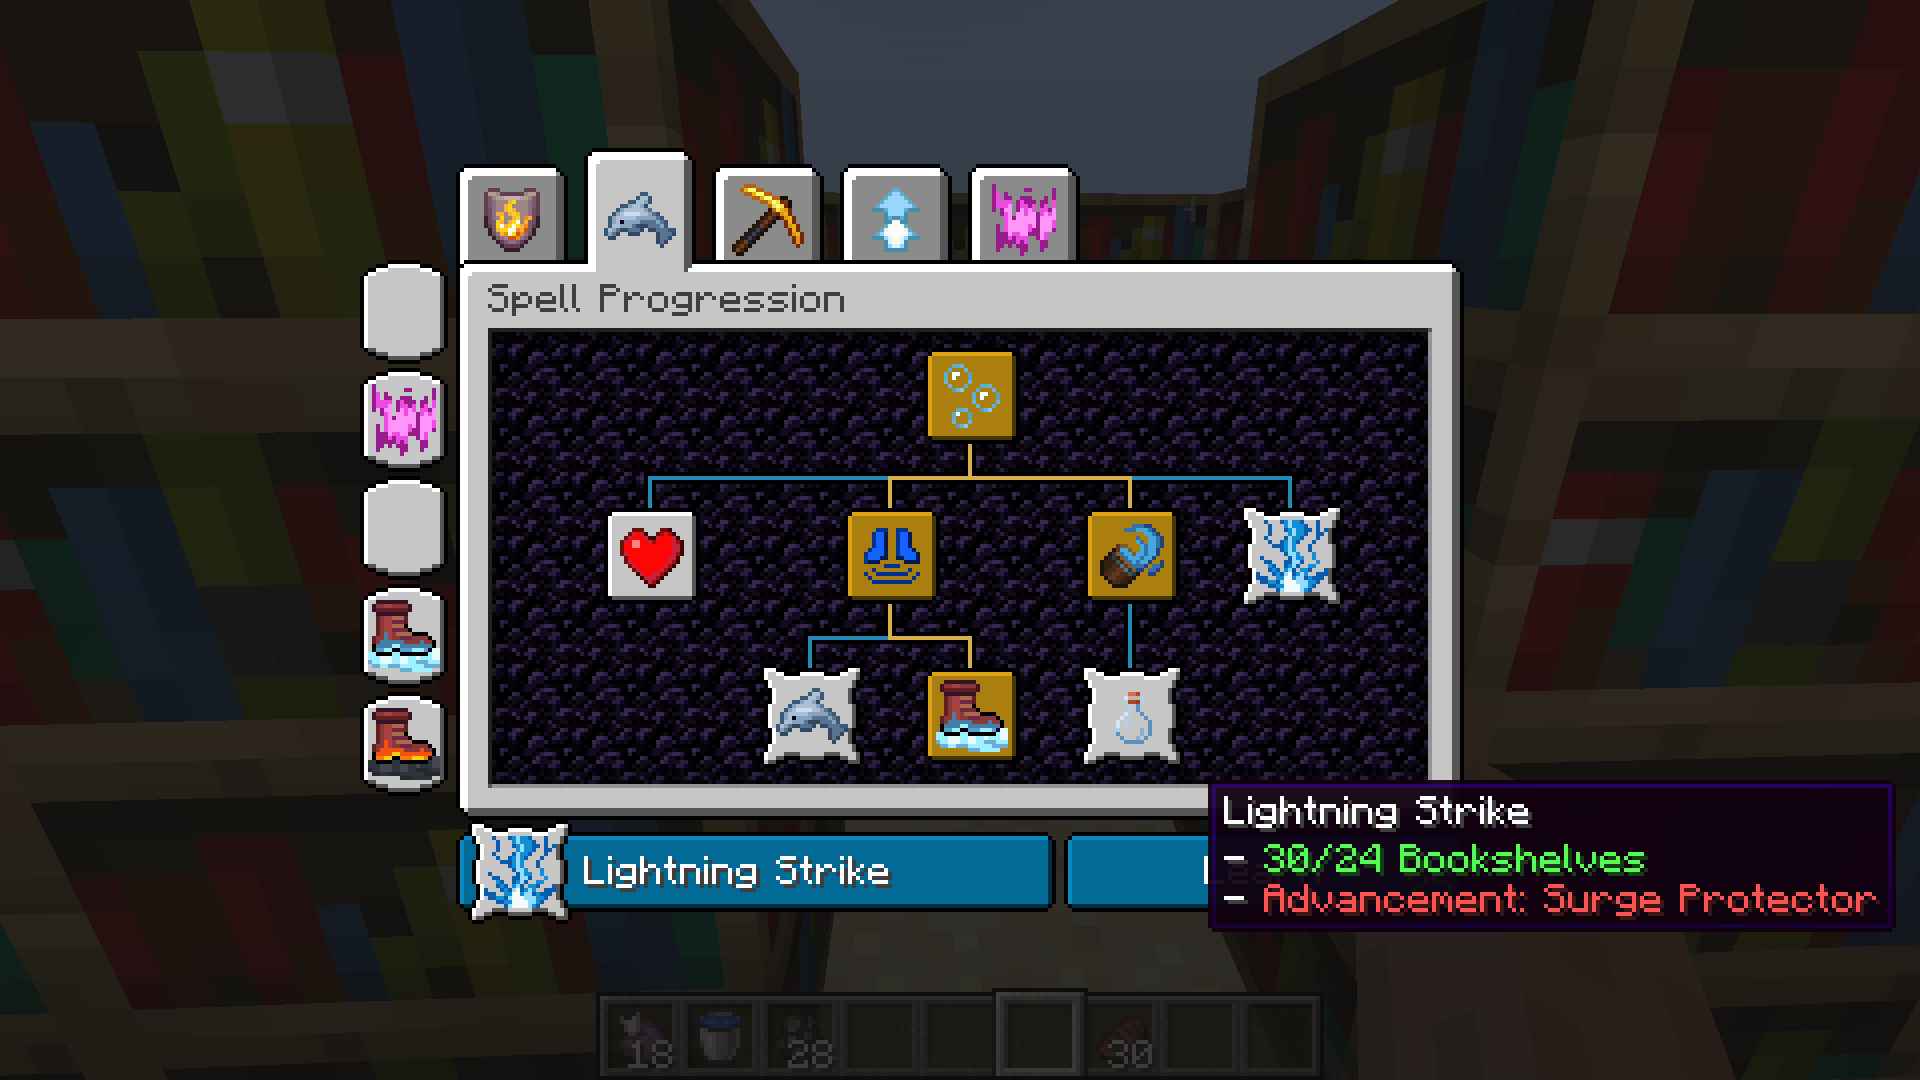 Spell Progression
Lightning Strike
Lightning Strike
- 30/24 Bookshelves
- Advancement: Surge Protector
18
28
30